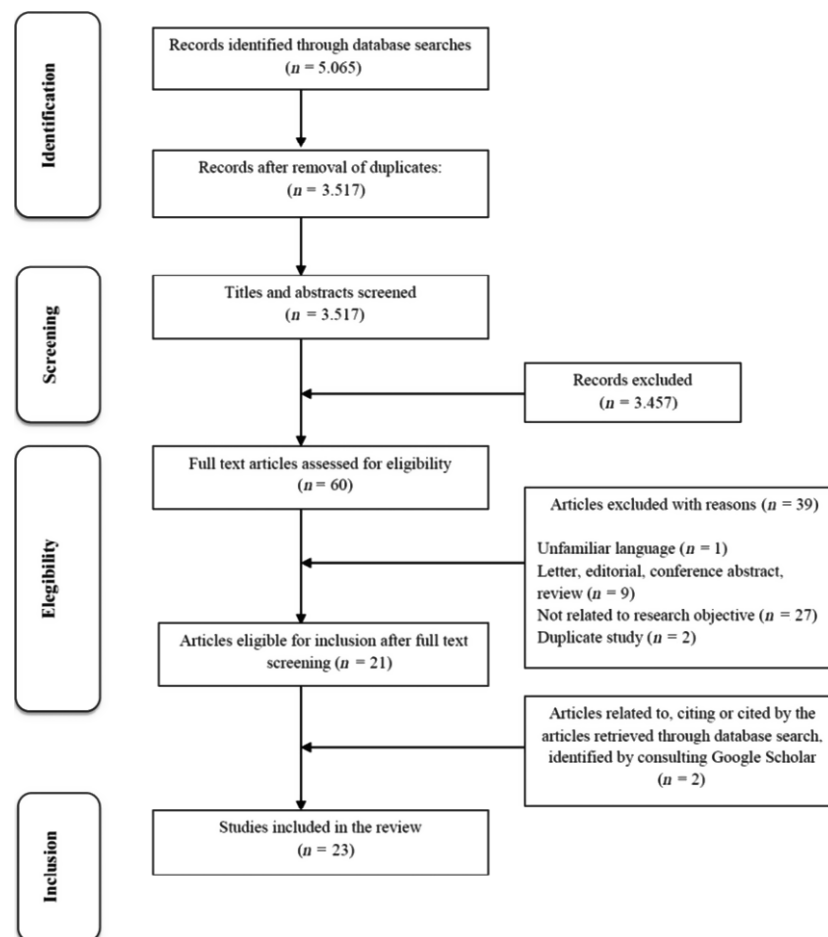 Identification
Records identified through database searches
(n = 5.065)
Records after removal of duplicates:
(n = 3.517)
Screening
Titles and abstracts screened
(n = 3.517)
Records excluded
(n = 3.457)
Elegibility
Full text articles assessed for eligibility
(n = 60)
Articles excluded with reasons (n = 39)
Unfamiliar language (n = 1)
Letter, editorial, conference abstract,
review (n = 9)
Not related to research objective (n = 27)
Duplicate study (n = 2)
Articles eligible for inclusion after full text
screening (n = 21)
Articles related to, citing or cited by the
articles retrieved through database search,
identified by consulting Google Scholar
(n = 2)
Inclusion
Studies included in the review
(n = 23)